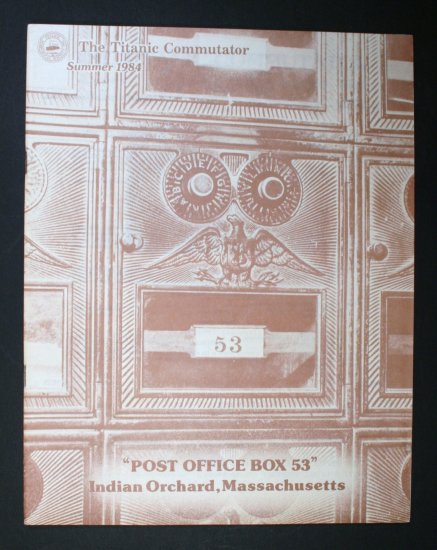 The Titanic Commutator
Summer 1984
53
"POST OFFICE BOX 53"
Indian Orchard, Massachusetts